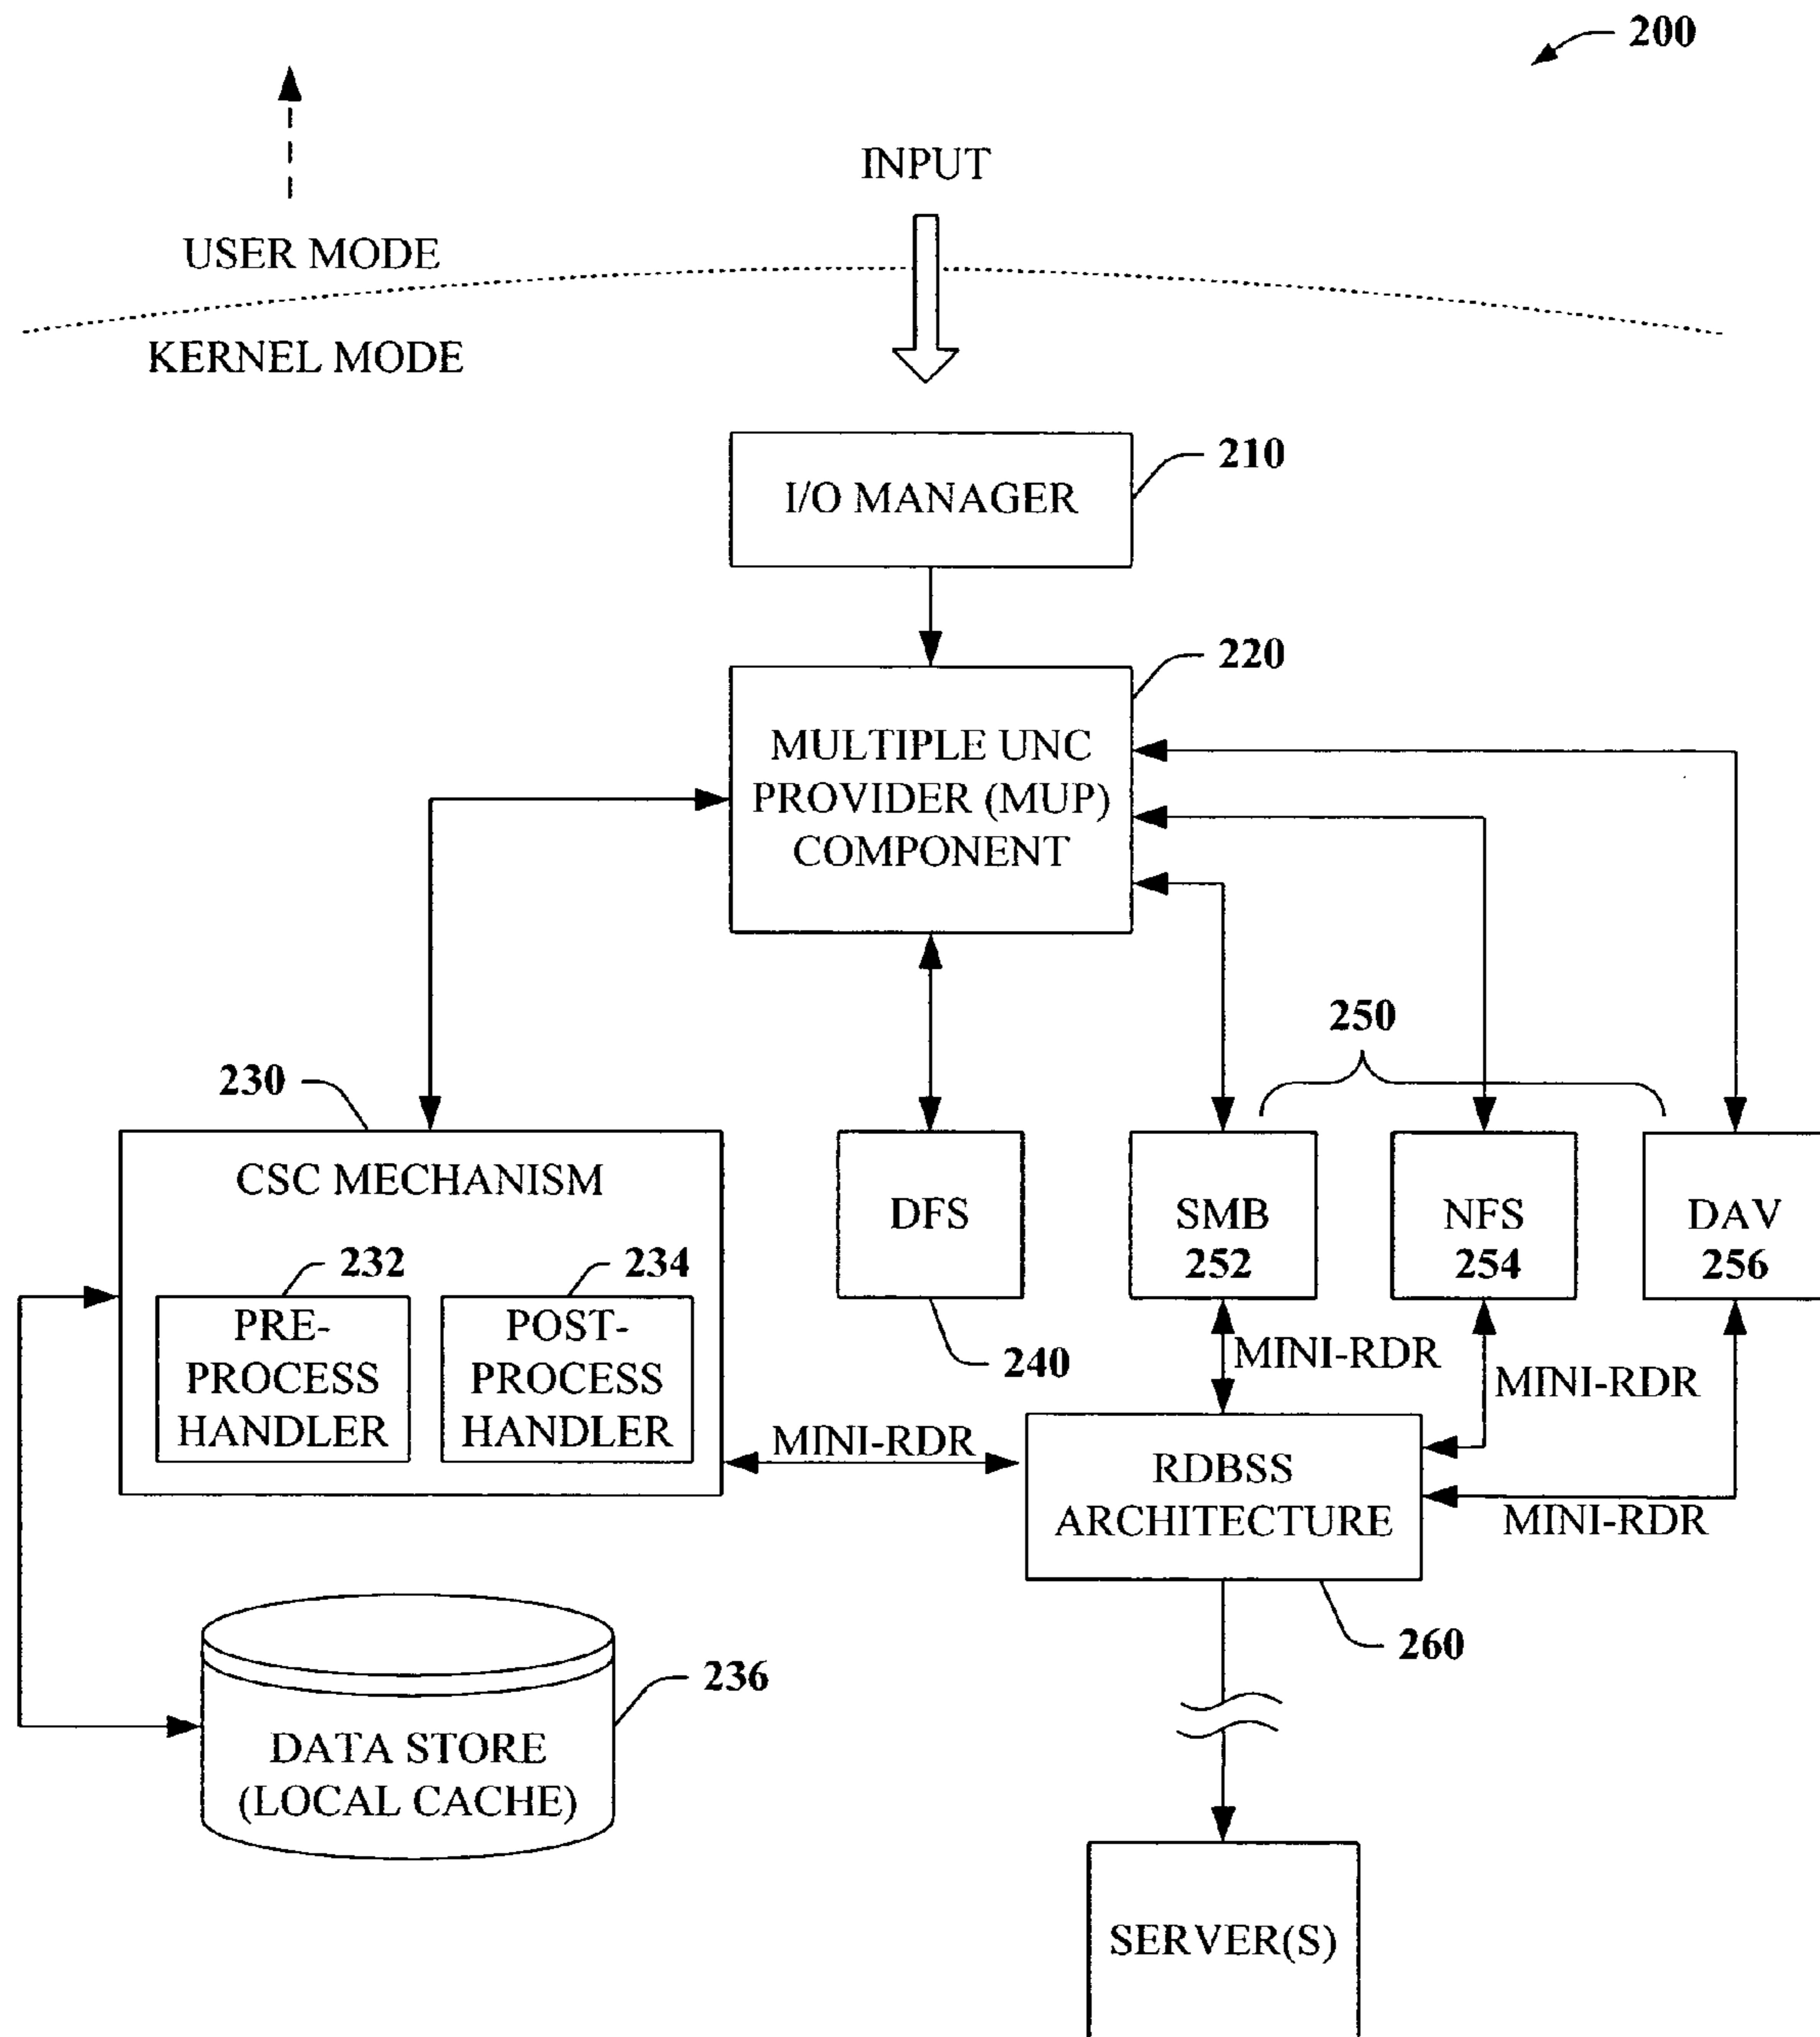 200
INPUT
USER MODE
KERNEL MODE
210
I/O MANAGER
220
MULTIPLE UNC
PROVIDER (MUP)
COMPONENT
250
230
CSC MECHANISM
232
PRE-
PROCESS
HANDLER
234
POST-
PROCESS
HANDLER
DFS
240
SMB
252
NFS
254
DAV
256
MINI-RDR
MINI-RDR
MINI-RDR
MINI-RDR
RDBSS
ARCHITECTURE
260
236
DATA STORE
(LOCAL CACHE)
SERVER(S)